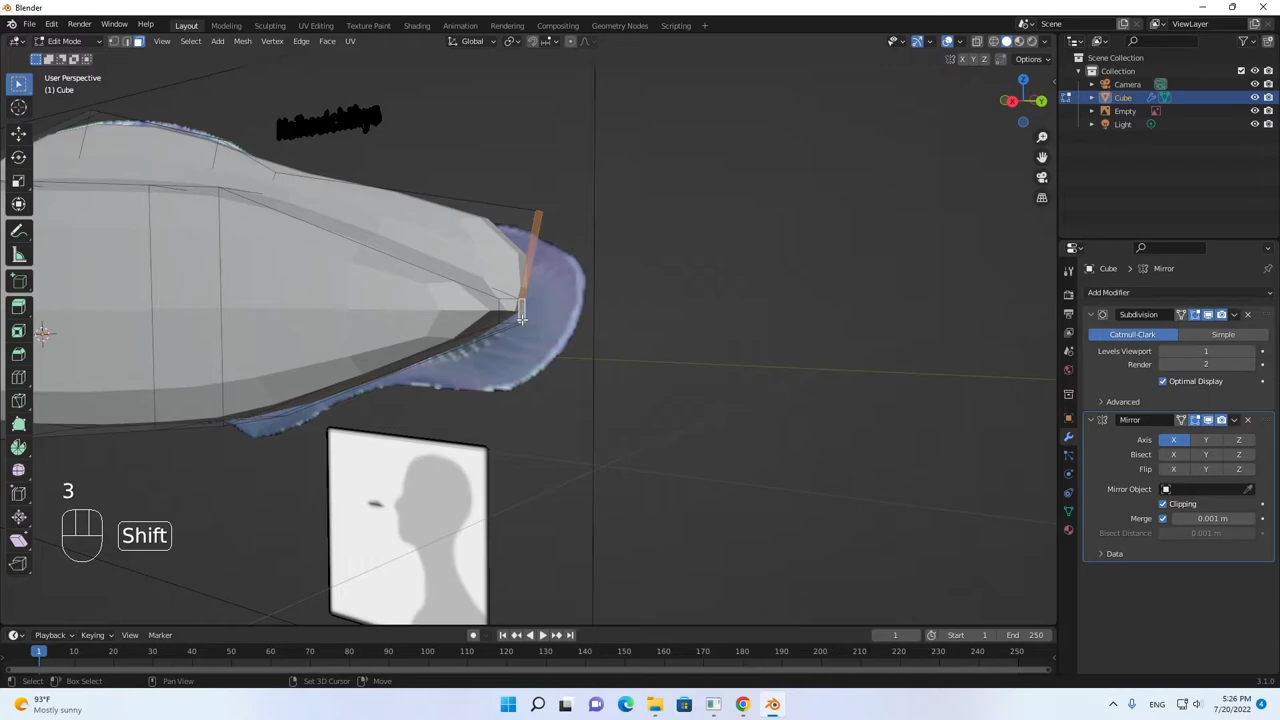 Blender
File Edit Render Window Help Layout Modeling Sculpting UV Editing Texture Paint Shading Animation Rendering Compositing Geometry Nodes Scripting + Scene ViewLayer
Edit Mode View Select Add Mesh Vertex Edge Face UV Global
X Y Z Options
User Perspective
(1) Cube
Scene Collection
Collection
Camera
Cube
Empty
Light
Cube Mirror
Add Modifier
Subdivision
Catmull-Clark Simple
Levels Viewport 1
Render 2
Optimal Display
Advanced
Mirror
Axis X Y Z
Bisect X Y Z
Flip X Y Z
Mirror Object
Clipping
Merge 0.001 m
Bisect Distance 0.001 m
Data
3
Shift
Playback Keying View Marker 1 Start 1 End 250
1 10 20 30 40 50 60 70 80 90 100 110 120 130 140 150 160 170 180 190 200 210 220 230 240 250
Select Box Select Pan View Set 3D Cursor Move 3.1.0
93°F
Mostly sunny
ENG
5:26 PM
7/20/2022
4